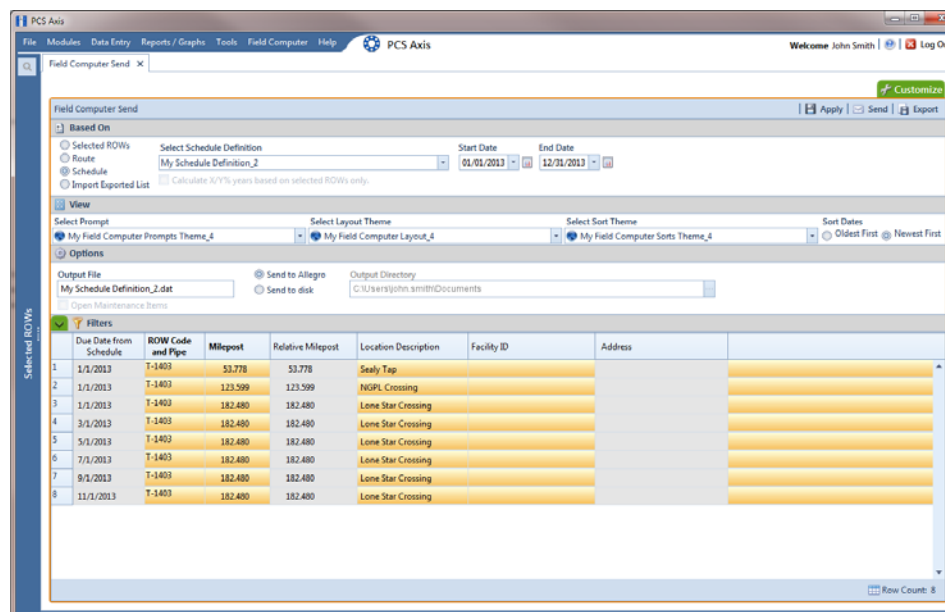 PCS Axis
File Modules Data Entry Reports / Graphs Tools Field Computer Help PCS Axis Welcome John Smith Log O
Field Computer Send
Customize
Field Computer Send Apply Send Export
Based On
Selected ROWs
Route
Schedule
Import Exported List
Select Schedule Definition Start Date End Date
My Schedule Definition_2 01/01/2013 12/31/2013
Calculate X/Y% years based on selected ROWs only.
View
Select Prompt Select Layout Theme Select Sort Theme Sort Dates
My Field Computer Prompts Theme_4 My Field Computer Layout_4 My Field Computer Sorts Theme_4 Oldest First Newest First
Options
Output File Send to Allegro Output Directory
My Schedule Definition_2.dat Send to disk C:\Users\john.smith\Documents
Open Maintenance Items
Selected ROWs
Filters
Due Date from Schedule ROW Code and Pipe Milepost Relative Milepost Location Description Facility ID Address
1 1/1/2013 T-1403 53.778 53.778 Sealy Tap
2 1/1/2013 T-1403 123.599 123.599 NGPL Crossing
3 1/1/2013 T-1403 182.480 182.480 Lone Star Crossing
4 3/1/2013 T-1403 182.480 182.480 Lone Star Crossing
5 5/1/2013 T-1403 182.480 182.480 Lone Star Crossing
6 7/1/2013 T-1403 182.480 182.480 Lone Star Crossing
7 9/1/2013 T-1403 182.480 182.480 Lone Star Crossing
8 11/1/2013 T-1403 182.480 182.480 Lone Star Crossing
Row Count: 8